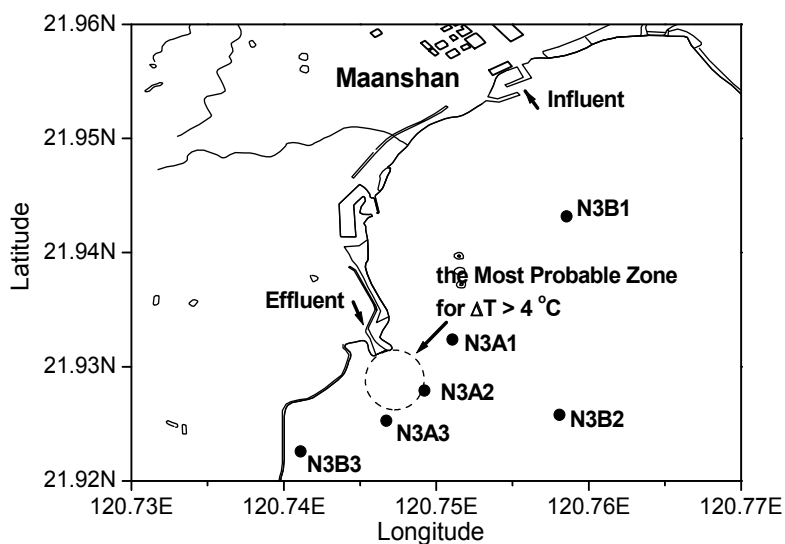 21.96N
21.95N
21.94N
21.93N
21.92N
Latitude
Maanshan
Influent
N3B1
the Most Probable Zone
for ΔT > 4 °C
Effluent
N3A1
N3A2
N3B2
N3A3
N3B3
120.73E
120.74E
120.75E
120.76E
120.77E
Longitude